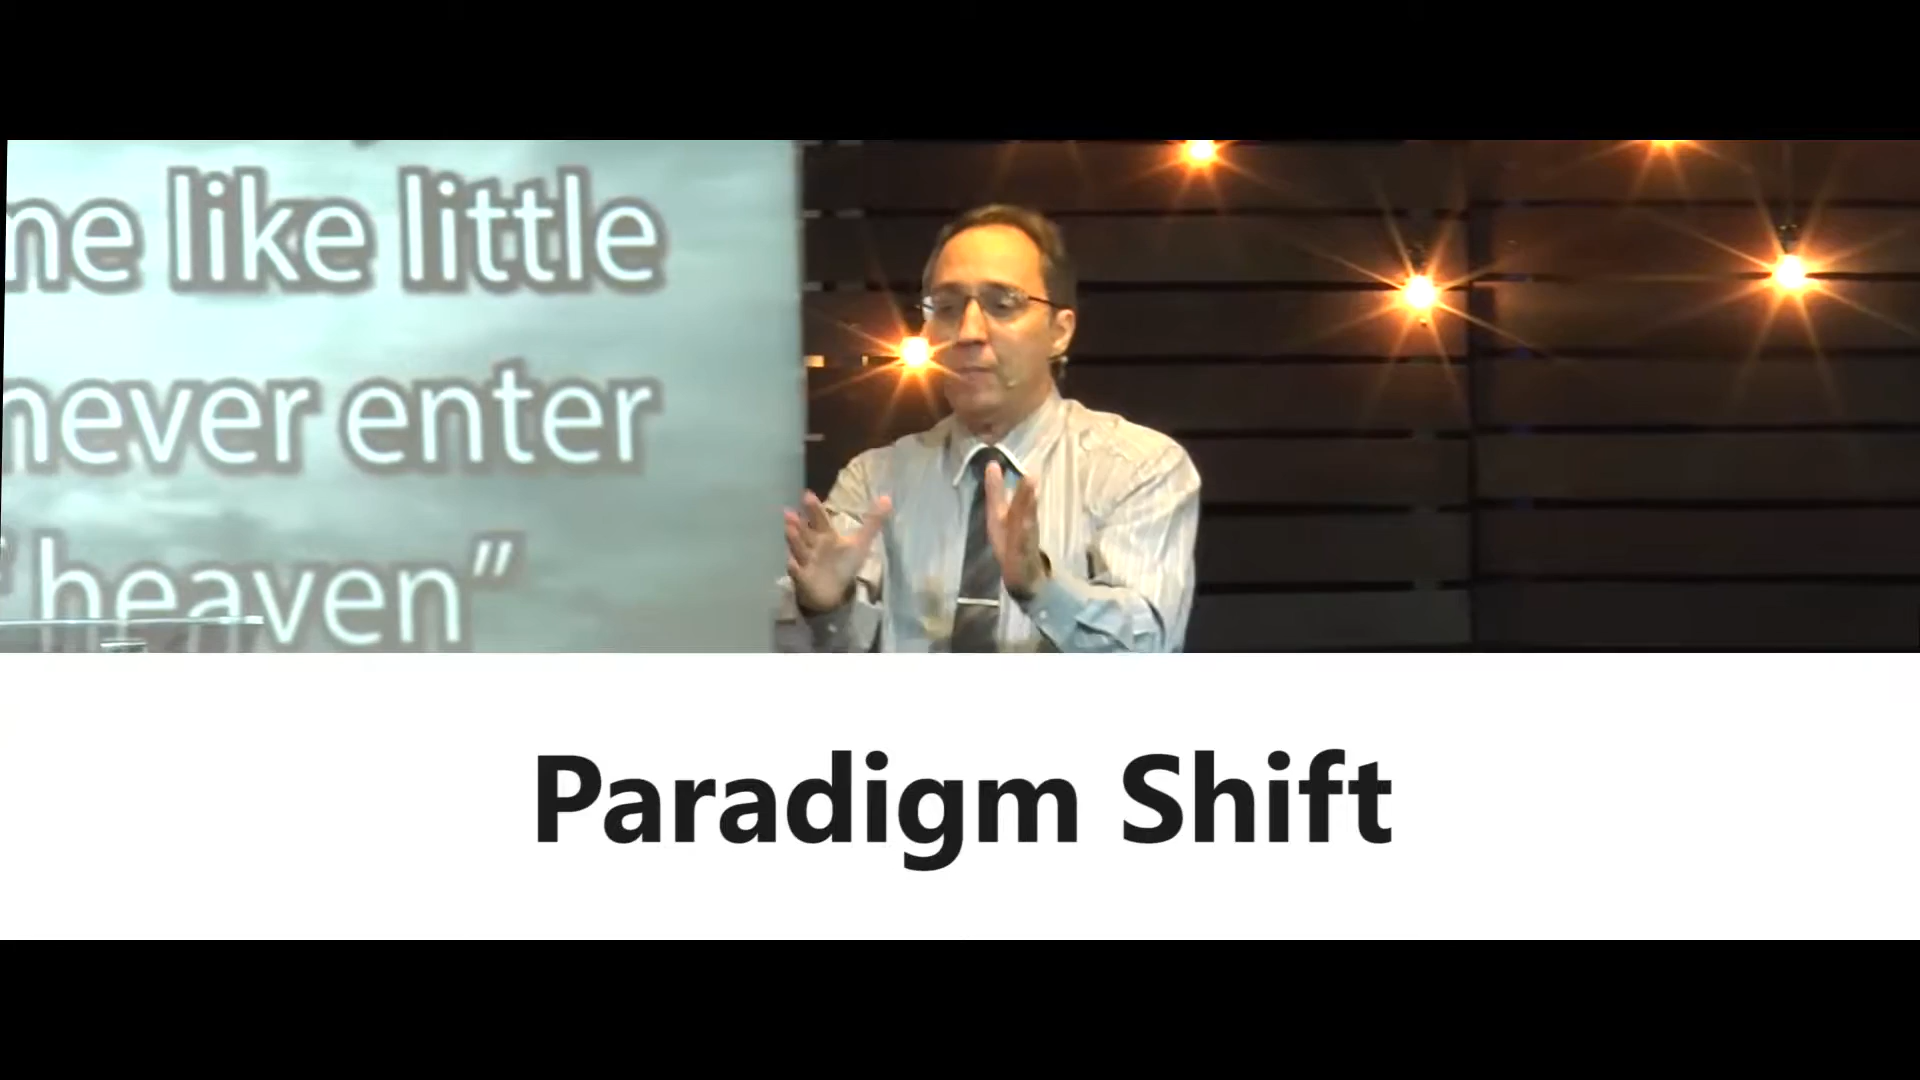 ne like little
never enter
heaven”
Paradigm Shift